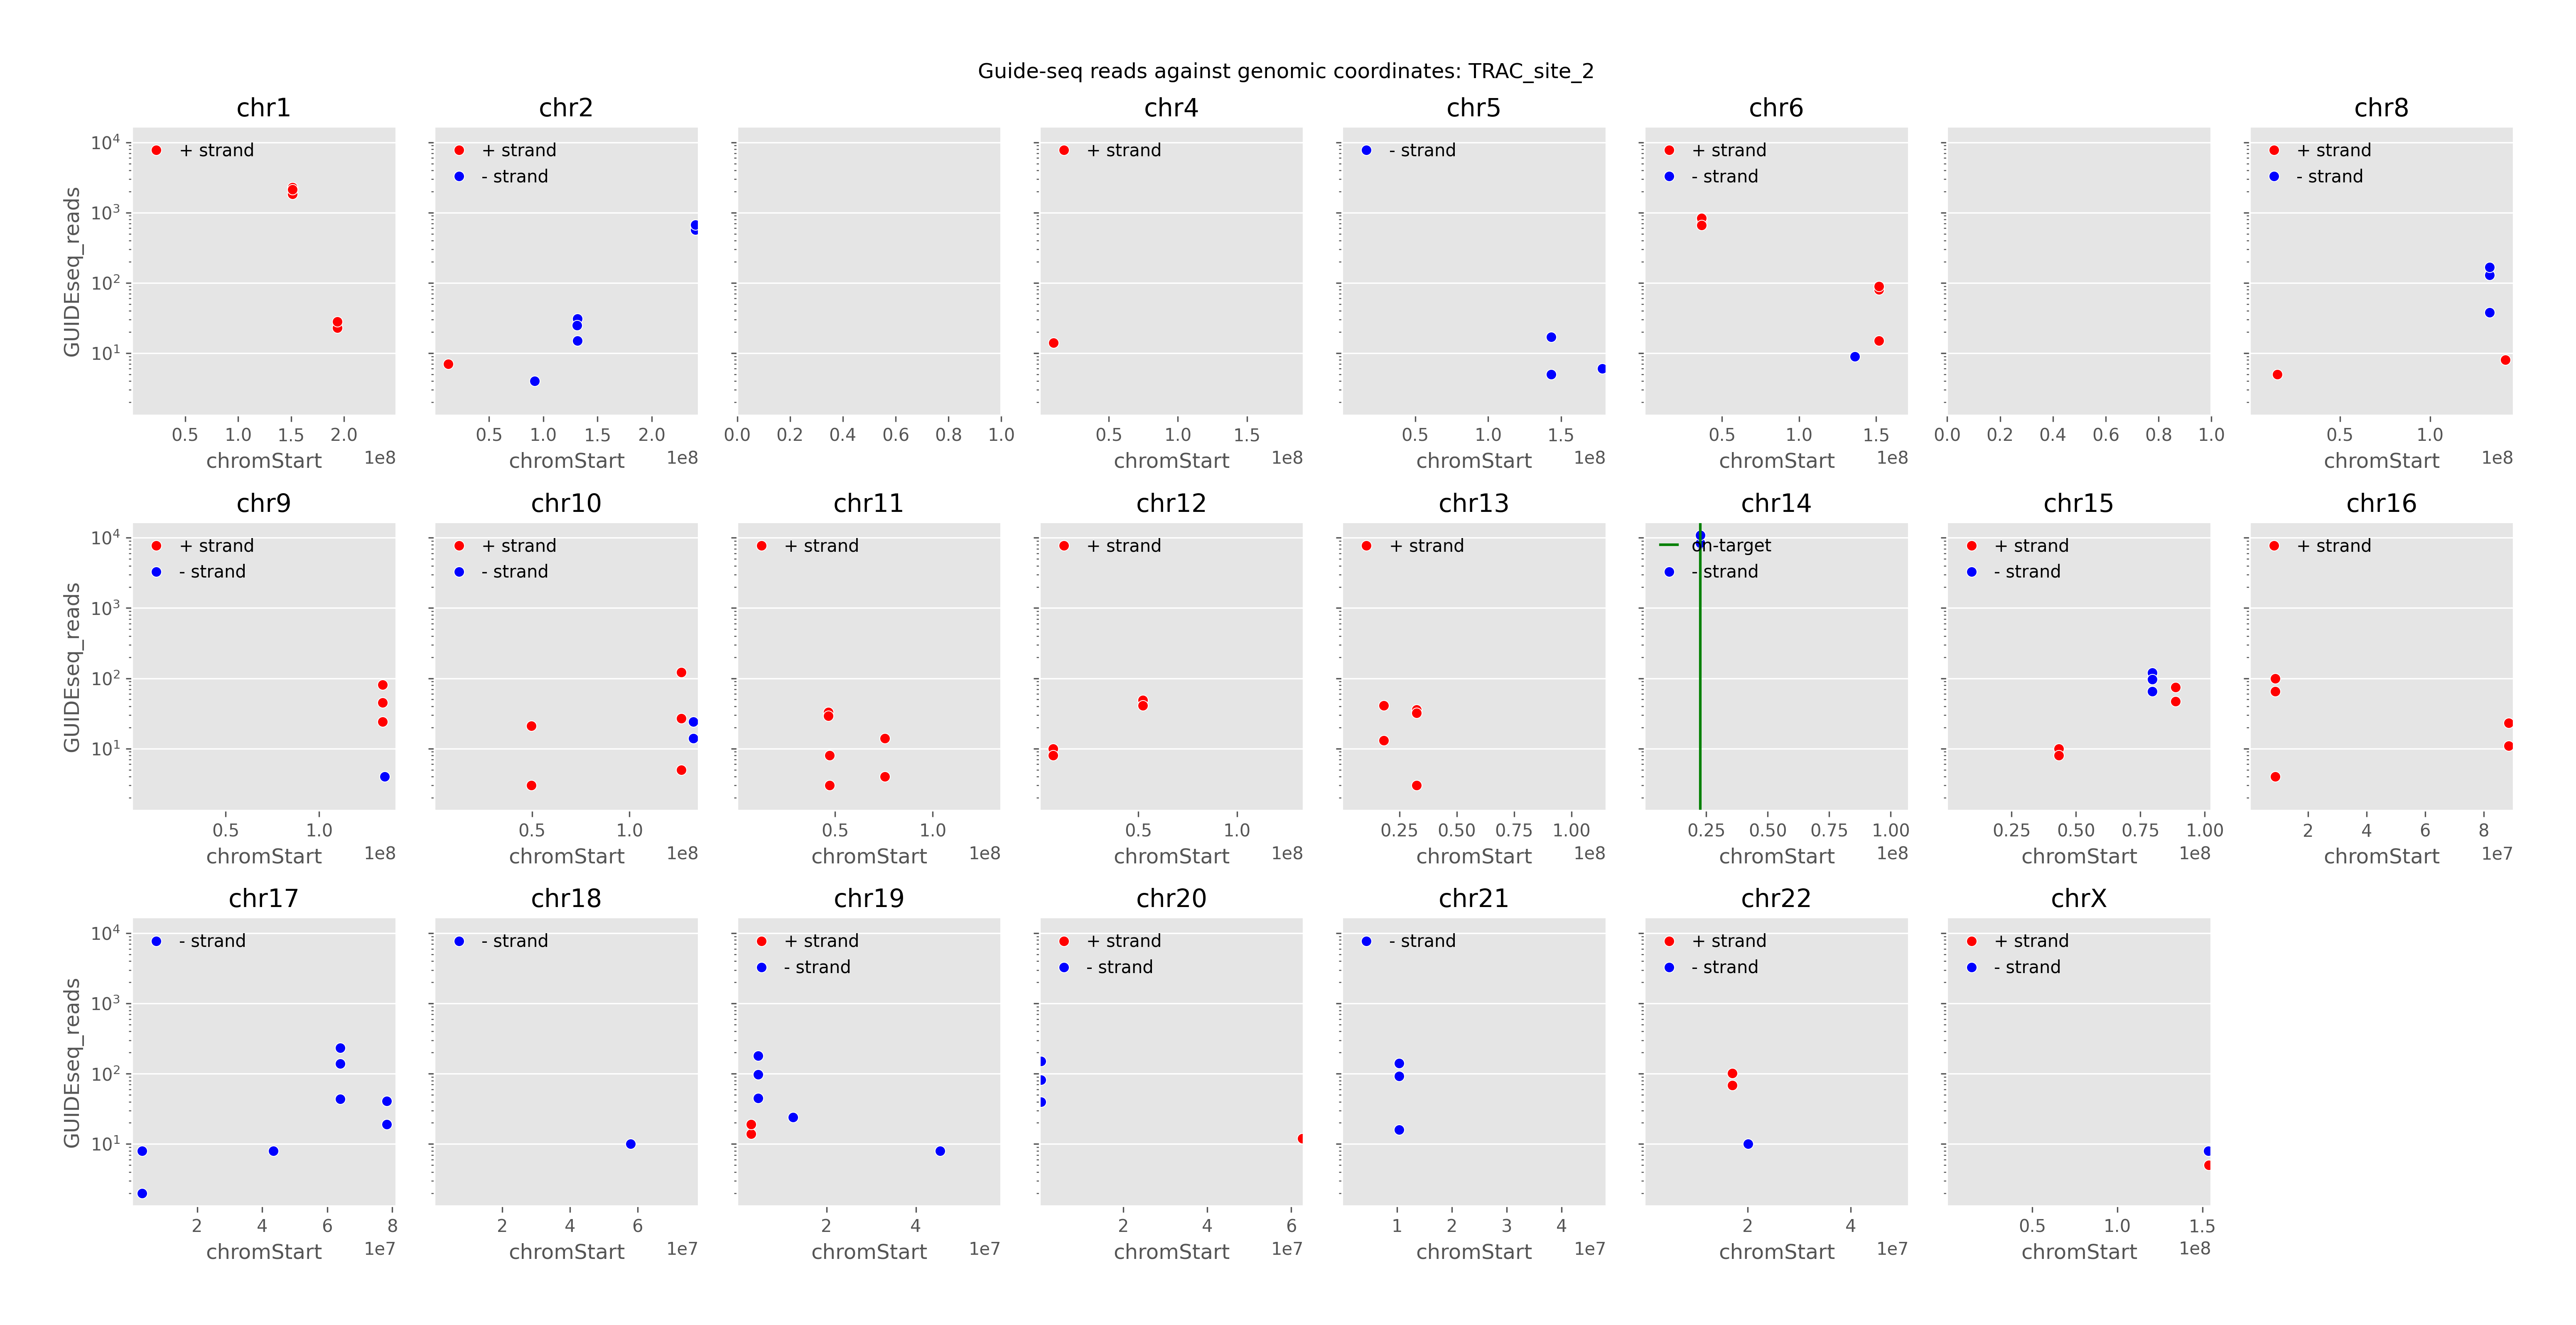 Guide-seq reads against genomic coordinates: TRAC_site_2
chr1
chr2
chr4
chr5
chr6
chr8
10^4
10^3
10^2
10^1
GUIDEseq_reads
+ strand
+ strand
- strand
+ strand
- strand
+ strand
- strand
+ strand
- strand
0.5 1.0 1.5 2.0
0.5 1.0 1.5 2.0
0.0 0.2 0.4 0.6 0.8 1.0
0.5 1.0 1.5
0.5 1.0 1.5
0.5 1.0 1.5
0.0 0.2 0.4 0.6 0.8 1.0
0.5 1.0
chromStart 1e8
chromStart 1e8
chromStart 1e8
chromStart 1e8
chromStart 1e8
chromStart 1e8
chr9
chr10
chr11
chr12
chr13
chr14
chr15
chr16
10^4
10^3
10^2
10^1
GUIDEseq_reads
+ strand
- strand
+ strand
- strand
+ strand
+ strand
+ strand
on-target
- strand
+ strand
- strand
+ strand
0.5 1.0
0.5 1.0
0.5 1.0
0.5 1.0
0.25 0.50 0.75 1.00
0.25 0.50 0.75 1.00
0.25 0.50 0.75 1.00
2 4 6 8
chromStart 1e8
chromStart 1e8
chromStart 1e8
chromStart 1e8
chromStart 1e8
chromStart 1e8
chromStart 1e8
chromStart 1e7
chr17
chr18
chr19
chr20
chr21
chr22
chrX
10^4
10^3
10^2
10^1
GUIDEseq_reads
- strand
- strand
+ strand
- strand
+ strand
- strand
- strand
+ strand
- strand
+ strand
- strand
2 4 6 8
2 4 6
2 4
2 4 6
1 2 3 4
2 4
0.5 1.0 1.5
chromStart 1e7
chromStart 1e7
chromStart 1e7
chromStart 1e7
chromStart 1e7
chromStart 1e7
chromStart 1e8